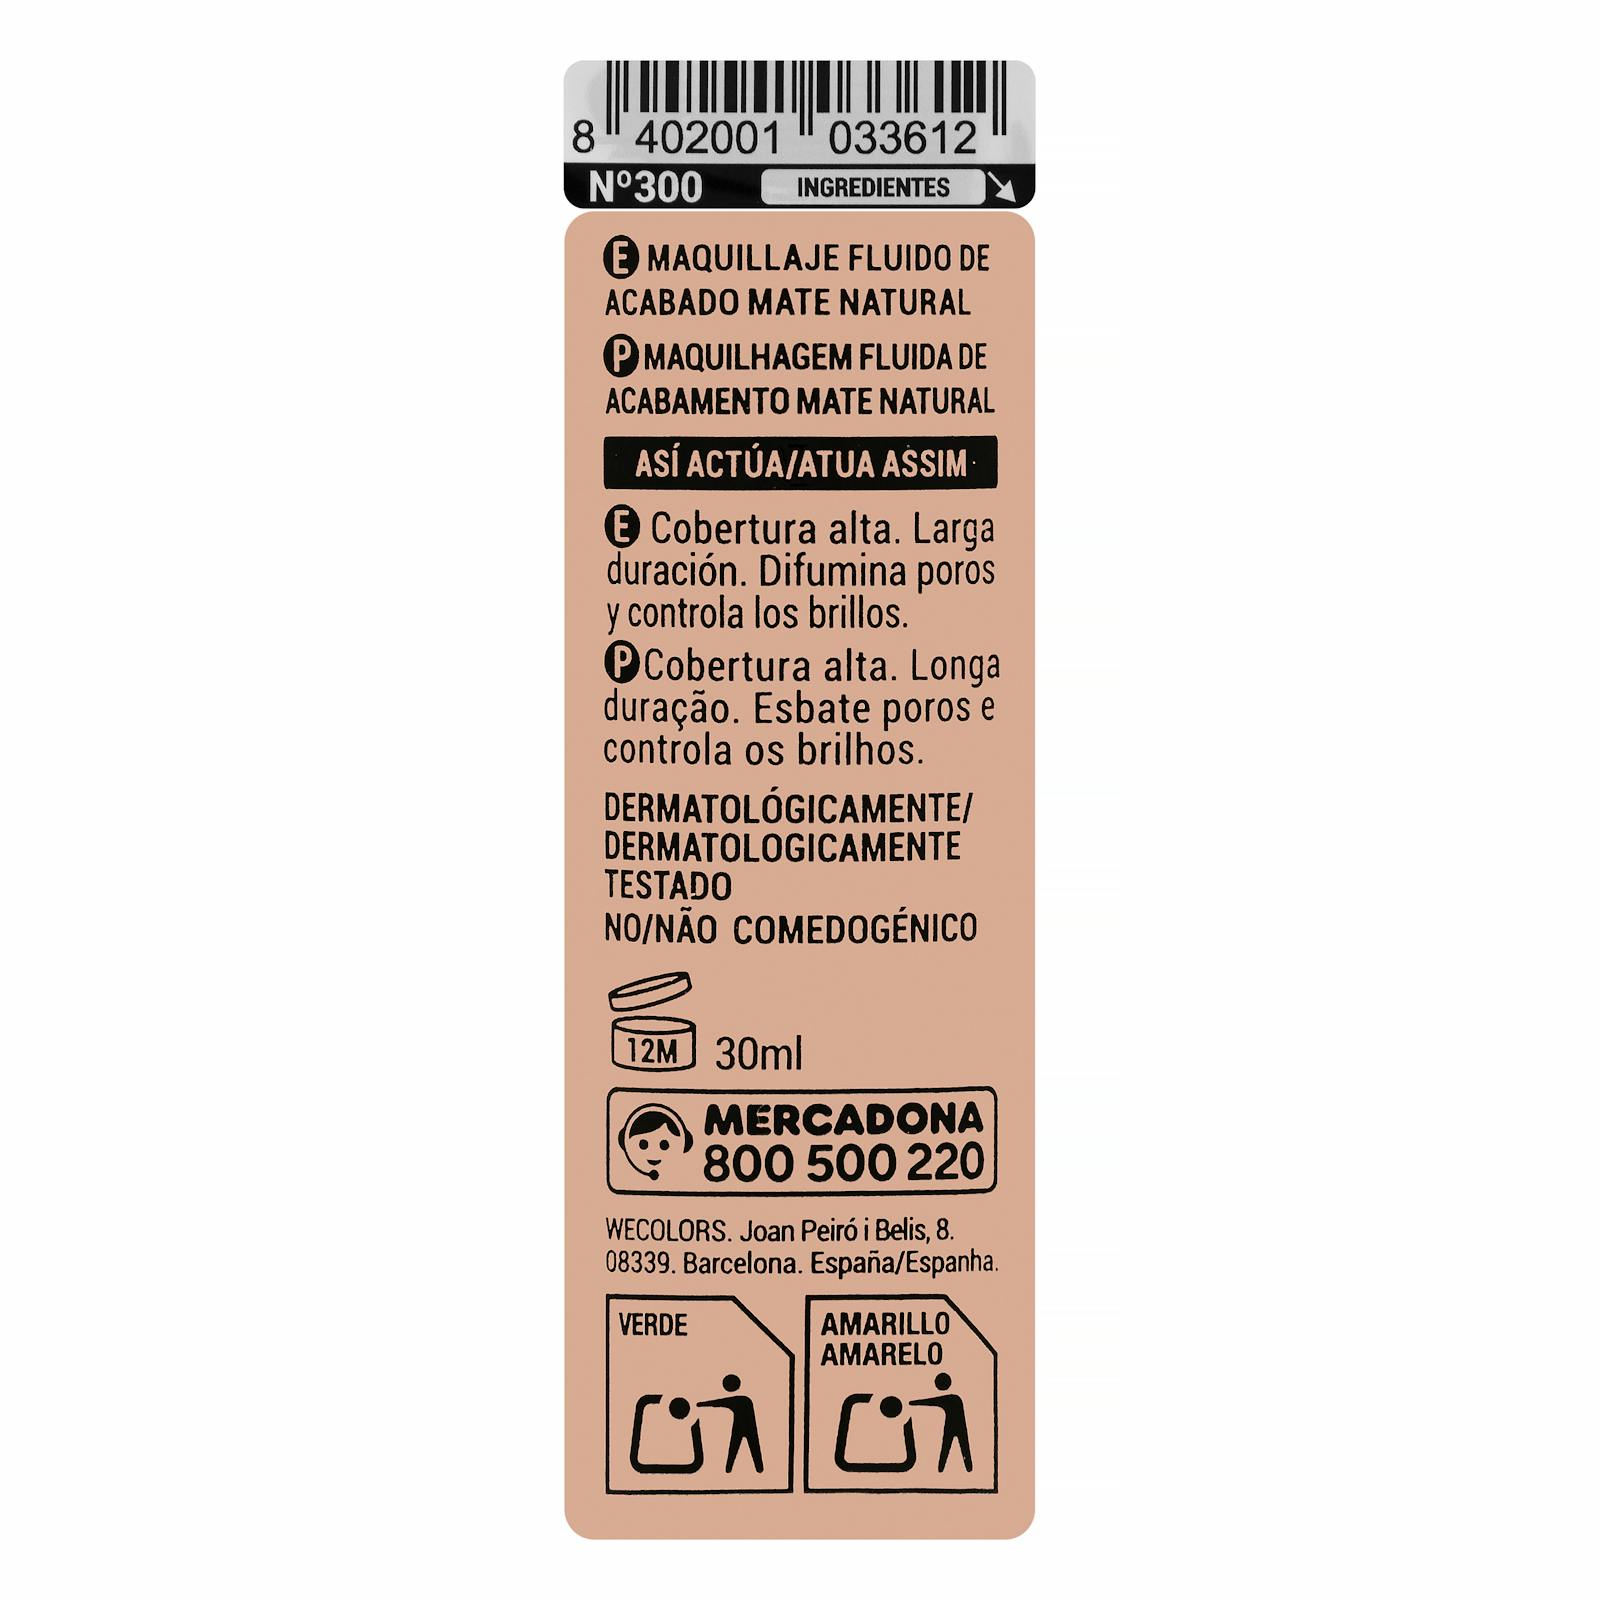 8 402001 033612
Nº300 INGREDIENTES
E MAQUILLAJE FLUIDO DE
ACABADO MATE NATURAL
P MAQUILHAGEM FLUIDA DE
ACABAMENTO MATE NATURAL
ASÍ ACTÚA/ATUA ASSIM
E Cobertura alta. Larga
duración. Difumina poros
y controla los brillos.
P Cobertura alta. Longa
duração. Esbate poros e
controla os brilhos.
DERMATOLÓGICAMENTE/
DERMATOLOGICAMENTE
TESTADO
NO/NÃO COMEDOGÉNICO
12M 30ml
MERCADONA
800 500 220
WECOLORS. Joan Peiró i Belis, 8.
08339. Barcelona. España/Espanha.
VERDE
AMARILLO
AMARELO